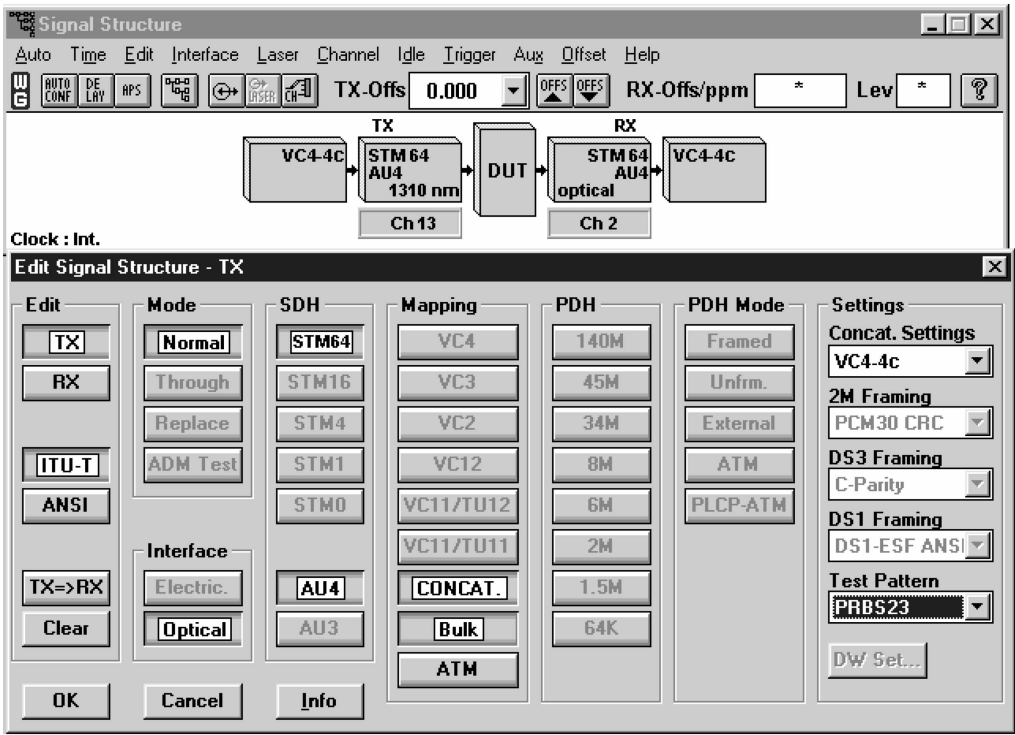 Signal Structure
Auto Time Edit Interface Laser Channel Idle Trigger Aux Offset Help
W G AUTO CONF DE LAY APS LASER CH TX-Offs 0.000 OFFS OFFS RX-Offs/ppm * Lev * ?
TX RX
VC4-4c STM 64 AU4 1310 nm DUT STM 64 AU4 optical VC4-4c
Ch 13 Ch 2
Clock : Int.
Edit Signal Structure - TX
Edit
TX
RX
ITU-T
ANSI
TX=>RX
Clear
Mode
Normal
Through
Replace
ADM Test
Interface
Electric.
Optical
SDH
STM64
STM16
STM4
STM1
STM0
AU4
AU3
Mapping
VC4
VC3
VC2
VC12
VC11/TU12
VC11/TU11
CONCAT.
Bulk
ATM
PDH
140M
45M
34M
8M
6M
2M
1.5M
64K
PDH Mode
Framed
Unfrm.
External
ATM
PLCP-ATM
Settings
Concat. Settings
VC4-4c
2M Framing
PCM30 CRC
DS3 Framing
C-Parity
DS1 Framing
DS1-ESF ANSI
Test Pattern
PRBS23
DW Set...
OK Cancel Info